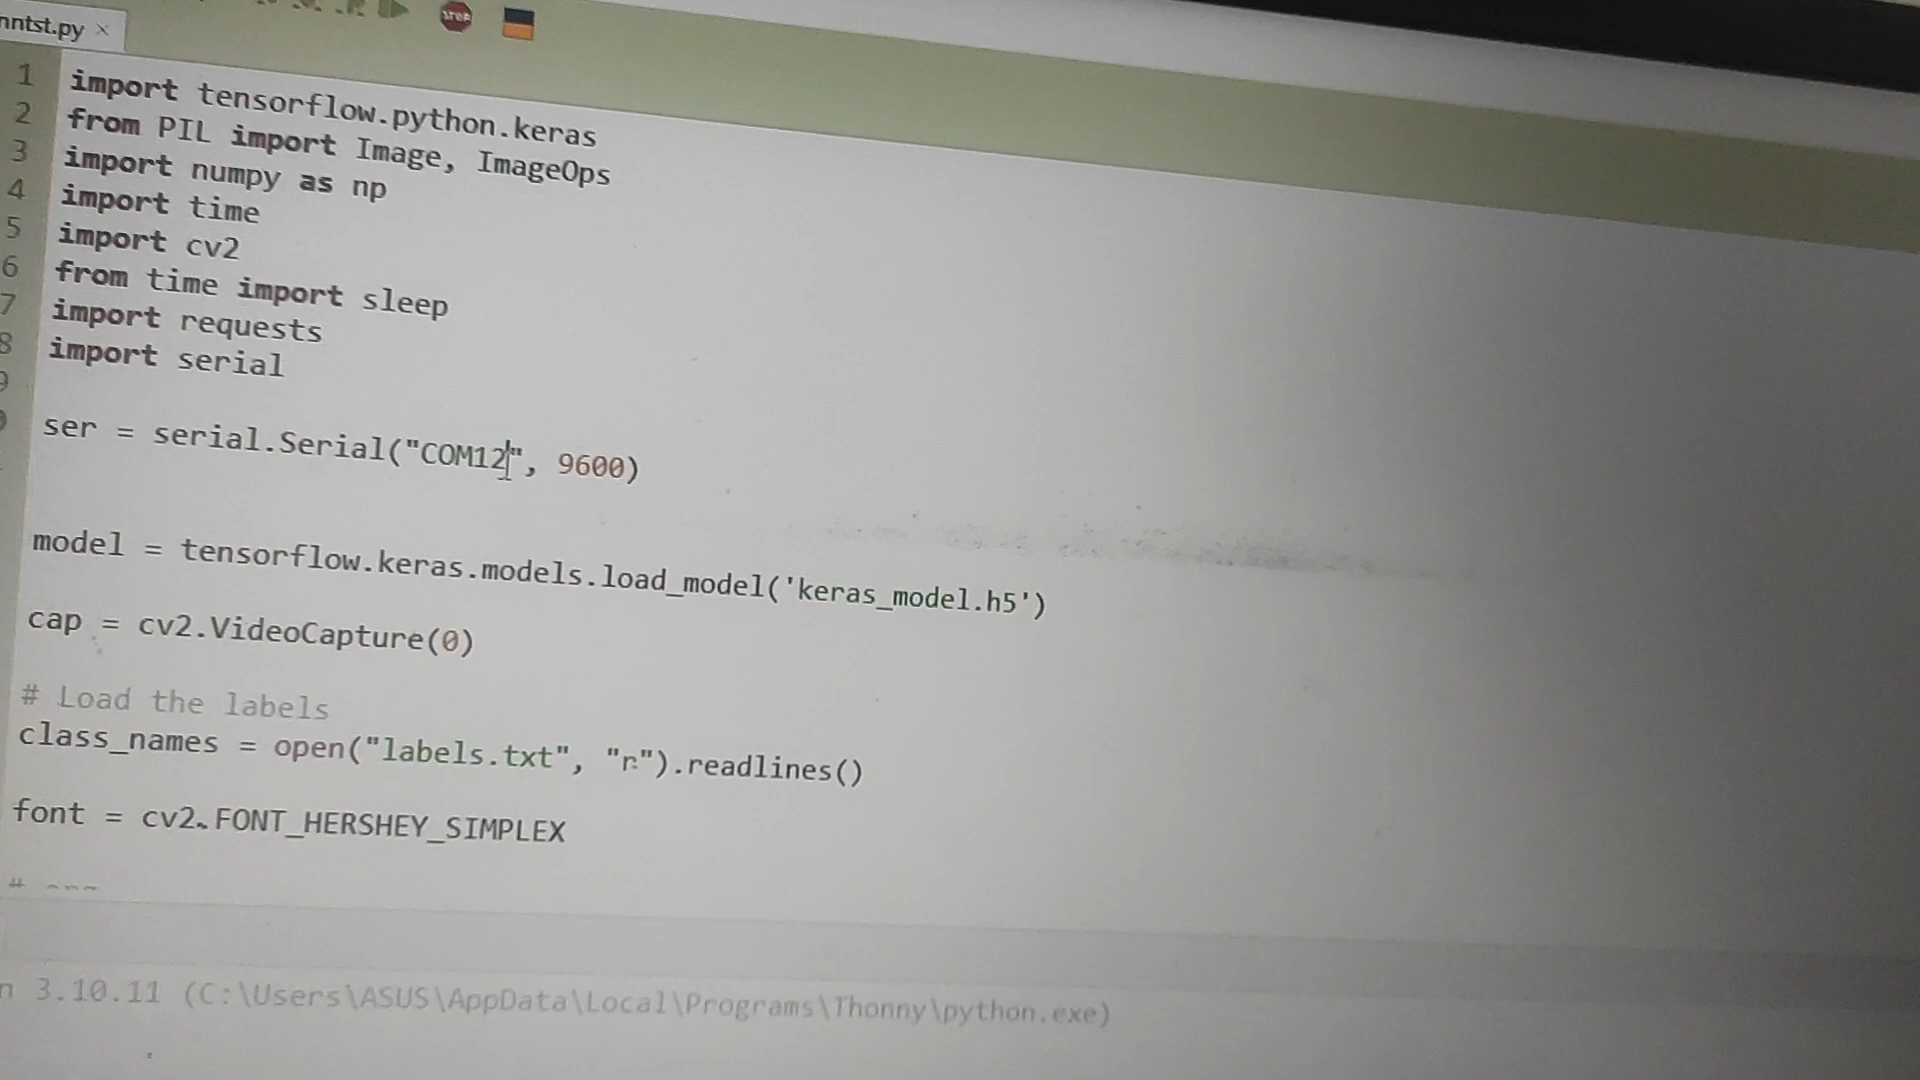 nntst.py ×
STOP
1 import tensorflow.python.keras
2 from PIL import Image, ImageOps
3 import numpy as np
4 import time
5 import cv2
6 from time import sleep
7 import requests
8 import serial
ser = serial.Serial("COM12", 9600)
model = tensorflow.keras.models.load_model('keras_model.h5')
cap = cv2.VideoCapture(0)
# Load the labels
class_names = open("labels.txt", "r").readlines()
font = cv2.FONT_HERSHEY_SIMPLEX
#
n 3.10.11 (C:\Users\ASUS\AppData\Local\Programs\Thonny\python.exe)